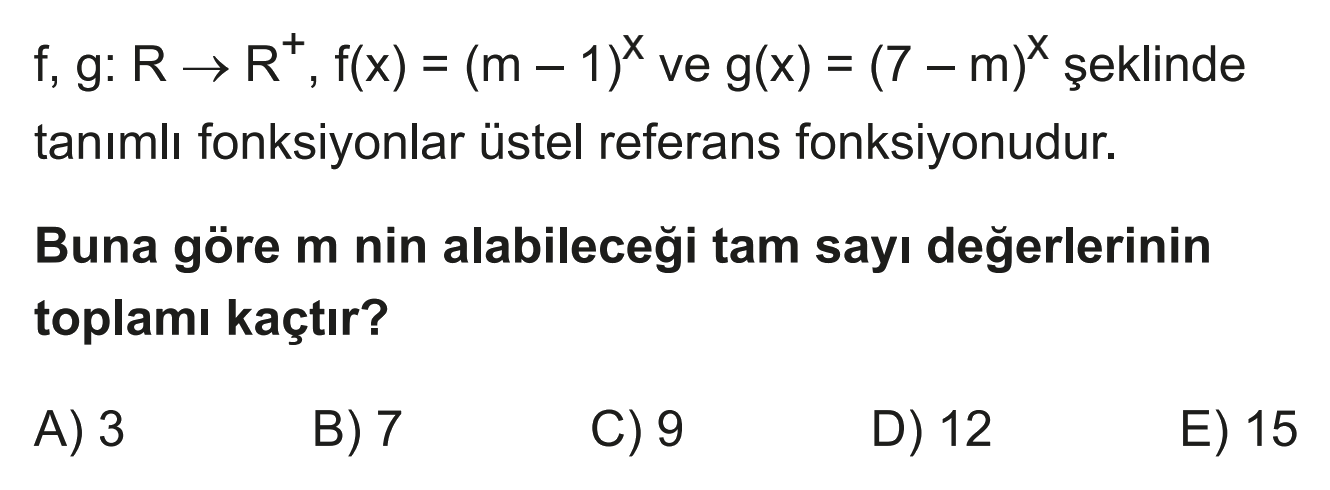 f, g: R → R⁺, f(x) = (m – 1)ˣ ve g(x) = (7 – m)ˣ şeklinde
tanımlı fonksiyonlar üstel referans fonksiyonudur.
Buna göre m nin alabileceği tam sayı değerlerinin
toplamı kaçtır?
A) 3 B) 7 C) 9 D) 12 E) 15